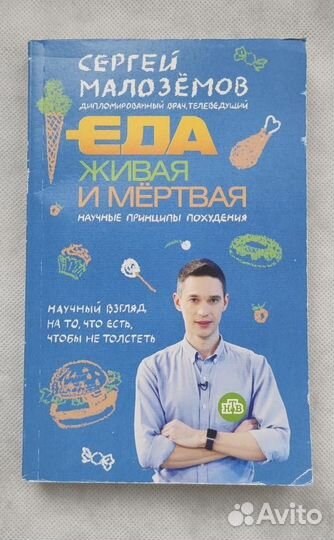 СЕРГЕЙ
МАЛОЗЁМОВ
ДИПЛОМИРОВАННЫЙ ВРАЧ, ТЕЛЕВЕДУЩИЙ
ЕДА
ЖИВАЯ
И МЁРТВАЯ
НАУЧНЫЕ ПРИНЦИПЫ ПОХУДЕНИЯ
НАУЧНЫЙ ВЗГЛЯД
НА ТО, ЧТО ЕСТЬ,
ЧТОБЫ НЕ ТОЛСТЕТЬ
НТВ
Avito